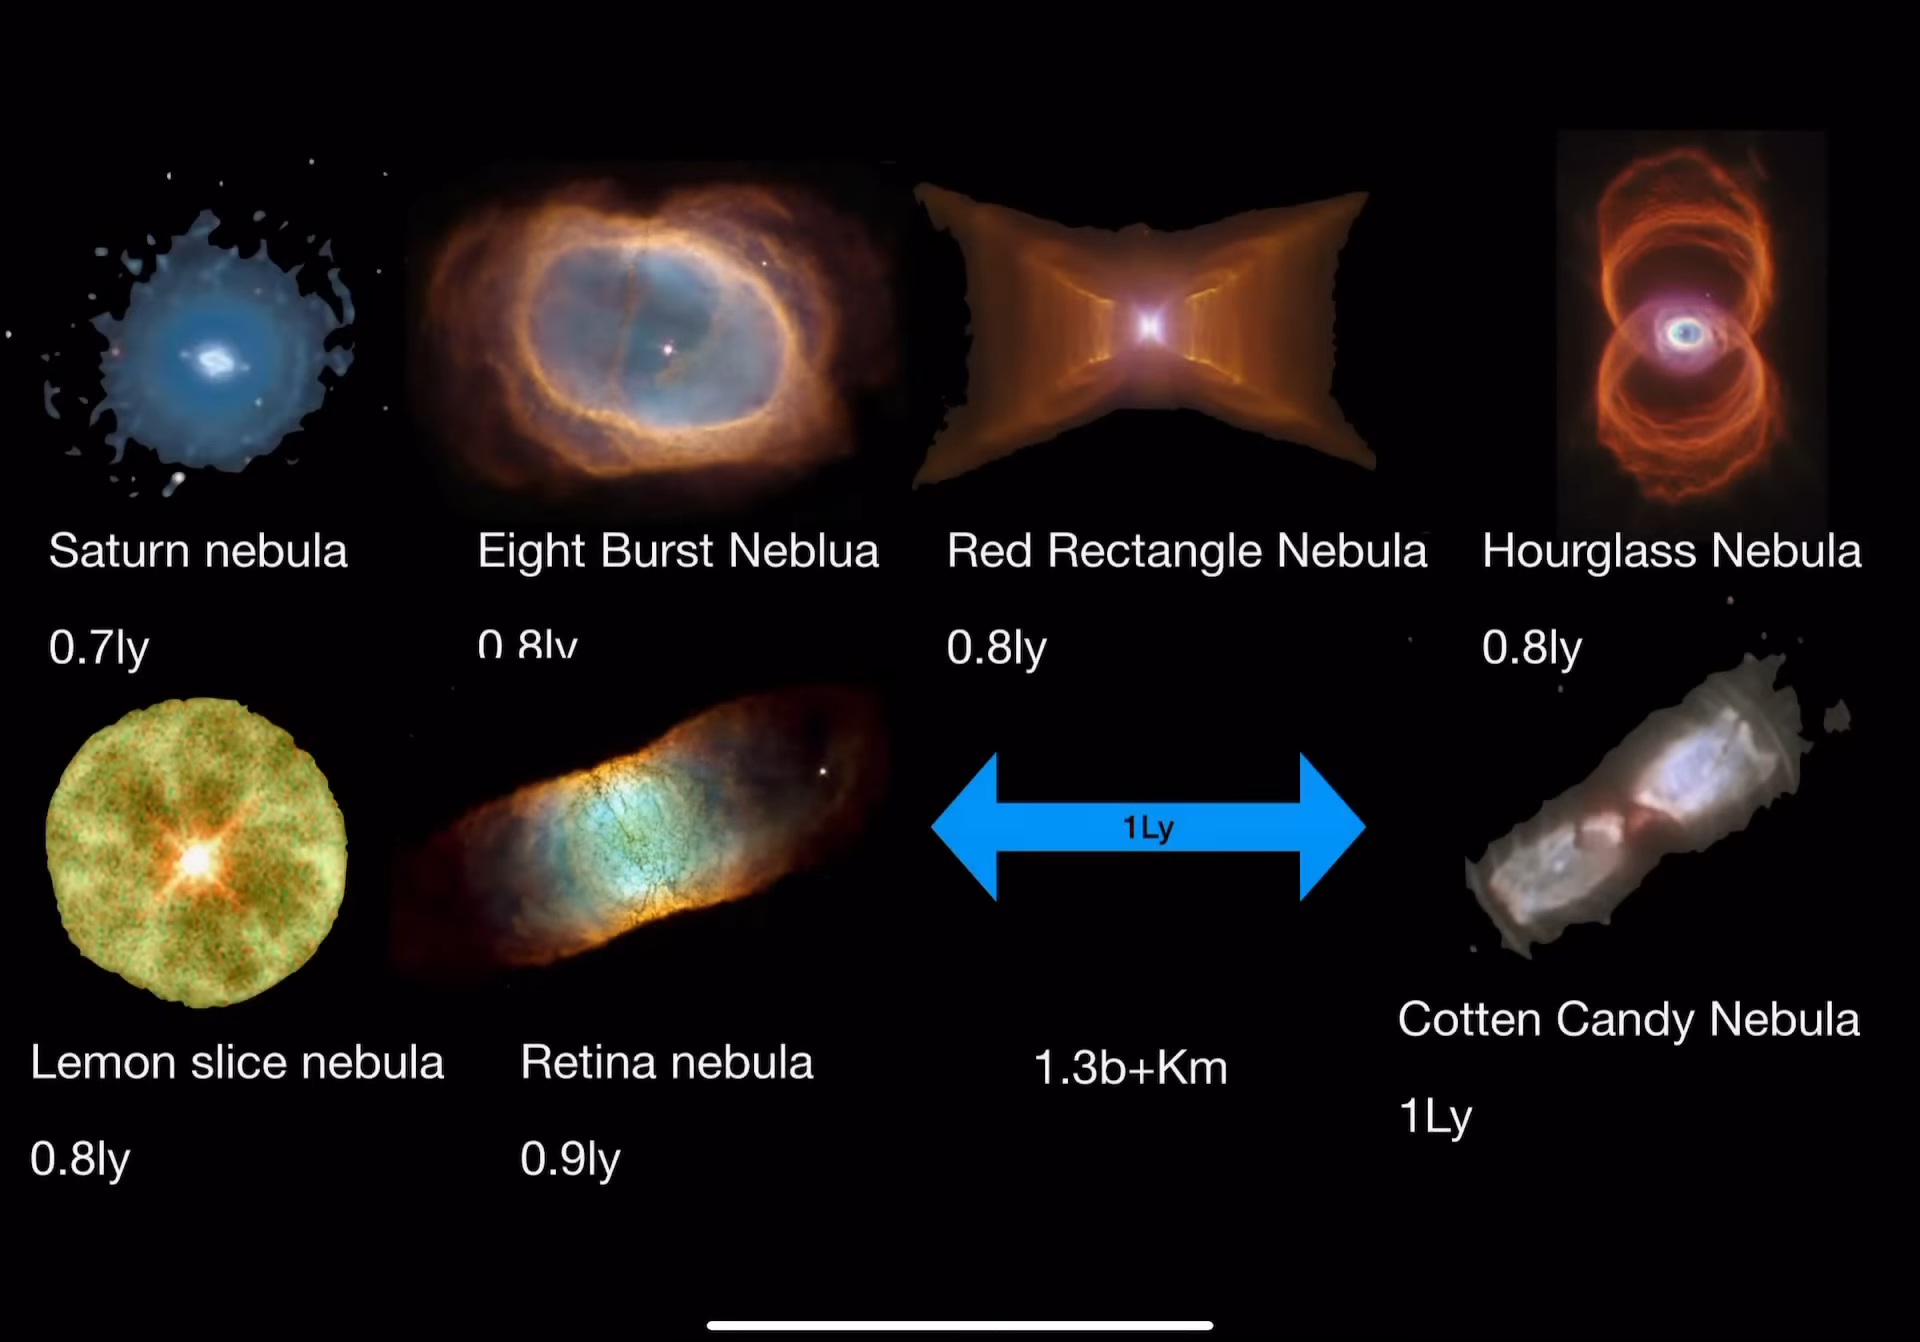 Saturn nebula
0.7ly
Eight Burst Neblua
0.8ly
Red Rectangle Nebula
0.8ly
Hourglass Nebula
0.8ly
Lemon slice nebula
0.8ly
Retina nebula
0.9ly
1Ly
1.3b+Km
Cotten Candy Nebula
1Ly